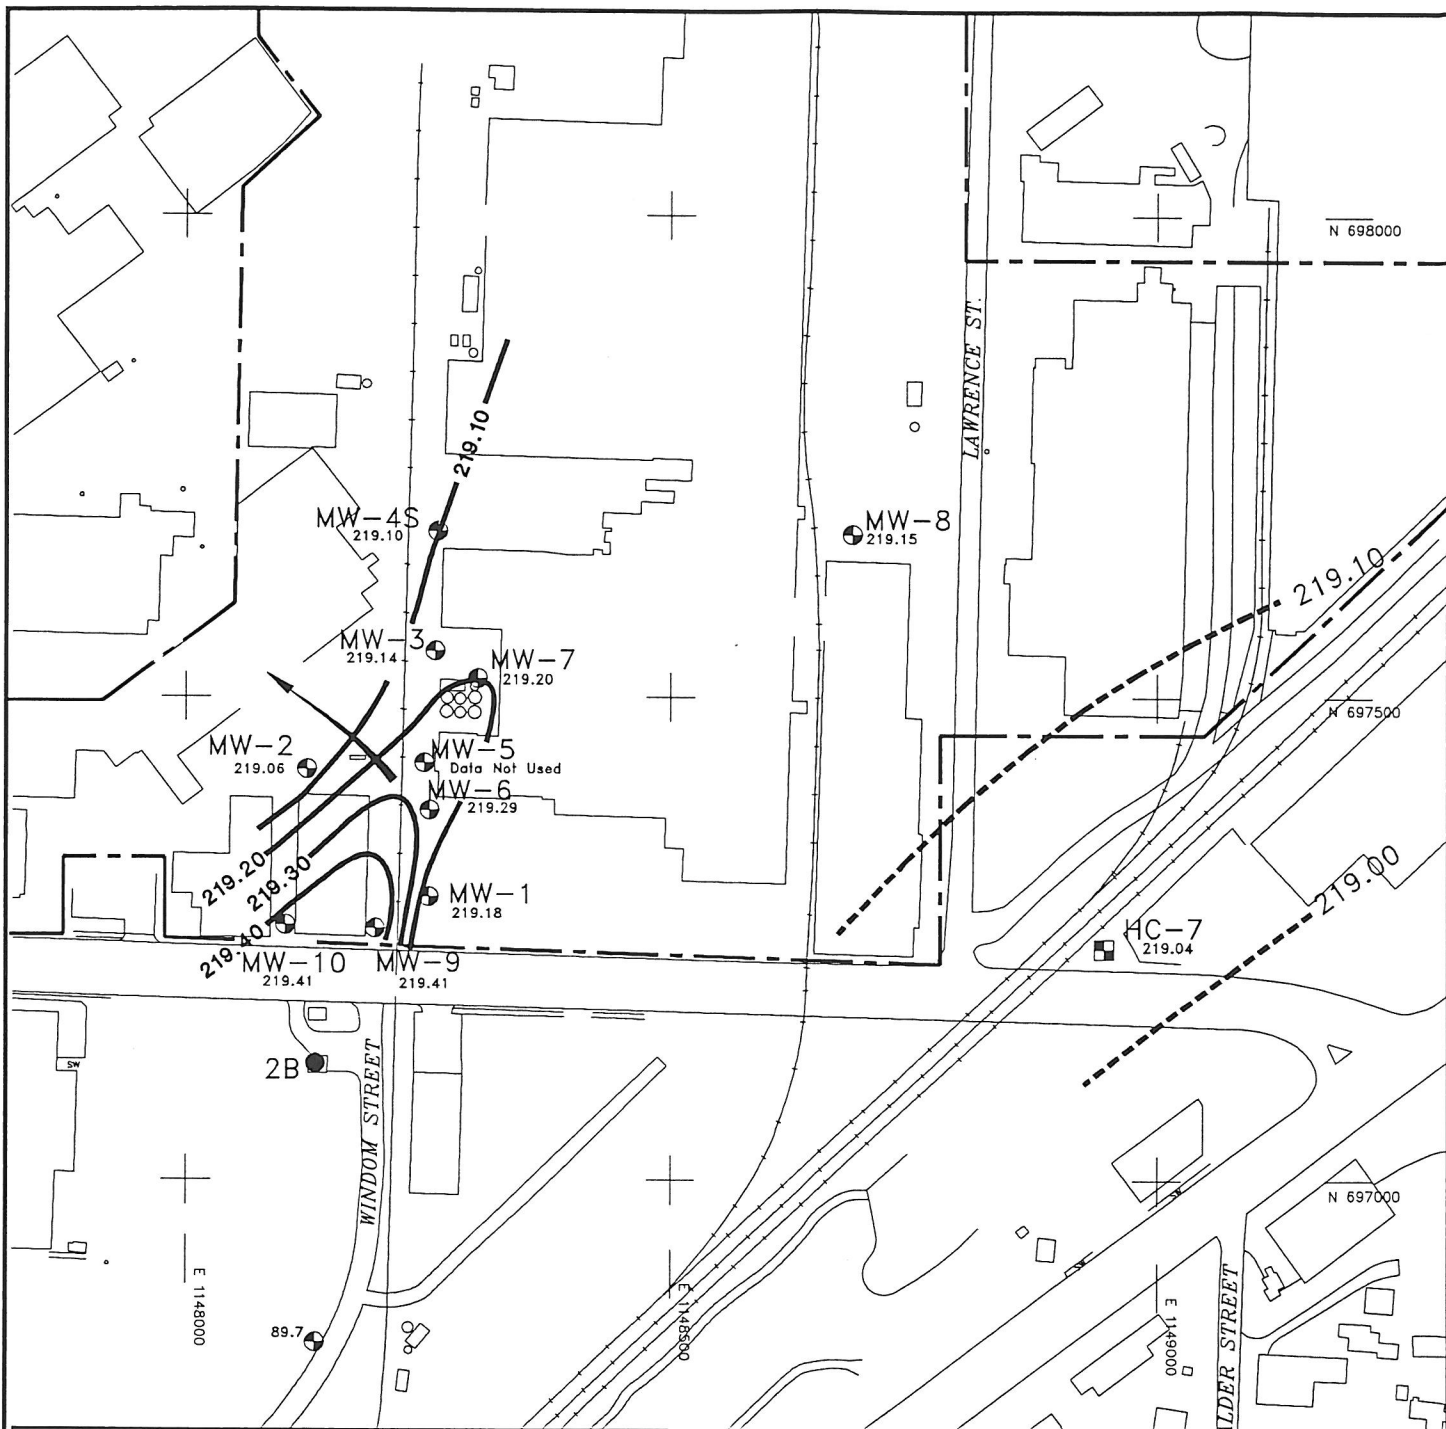 N 698000
LAWRENCE ST.
219.10
MW-4S
219.10
MW-8
219.15
219.10
MW-3
219.14
MW-7
219.20
N 697500
MW-2
219.06
MW-5
Data Not Used
MW-6
219.29
219.20
219.30
219.00
MW-1
219.18
219.40
HC-7
219.04
MW-10
219.41
MW-9
219.41
2B
SW
WINDOM STREET
SW
N 697000
SW
E 1148000
E 1148500
E 1149000
LDER STREET
89.7